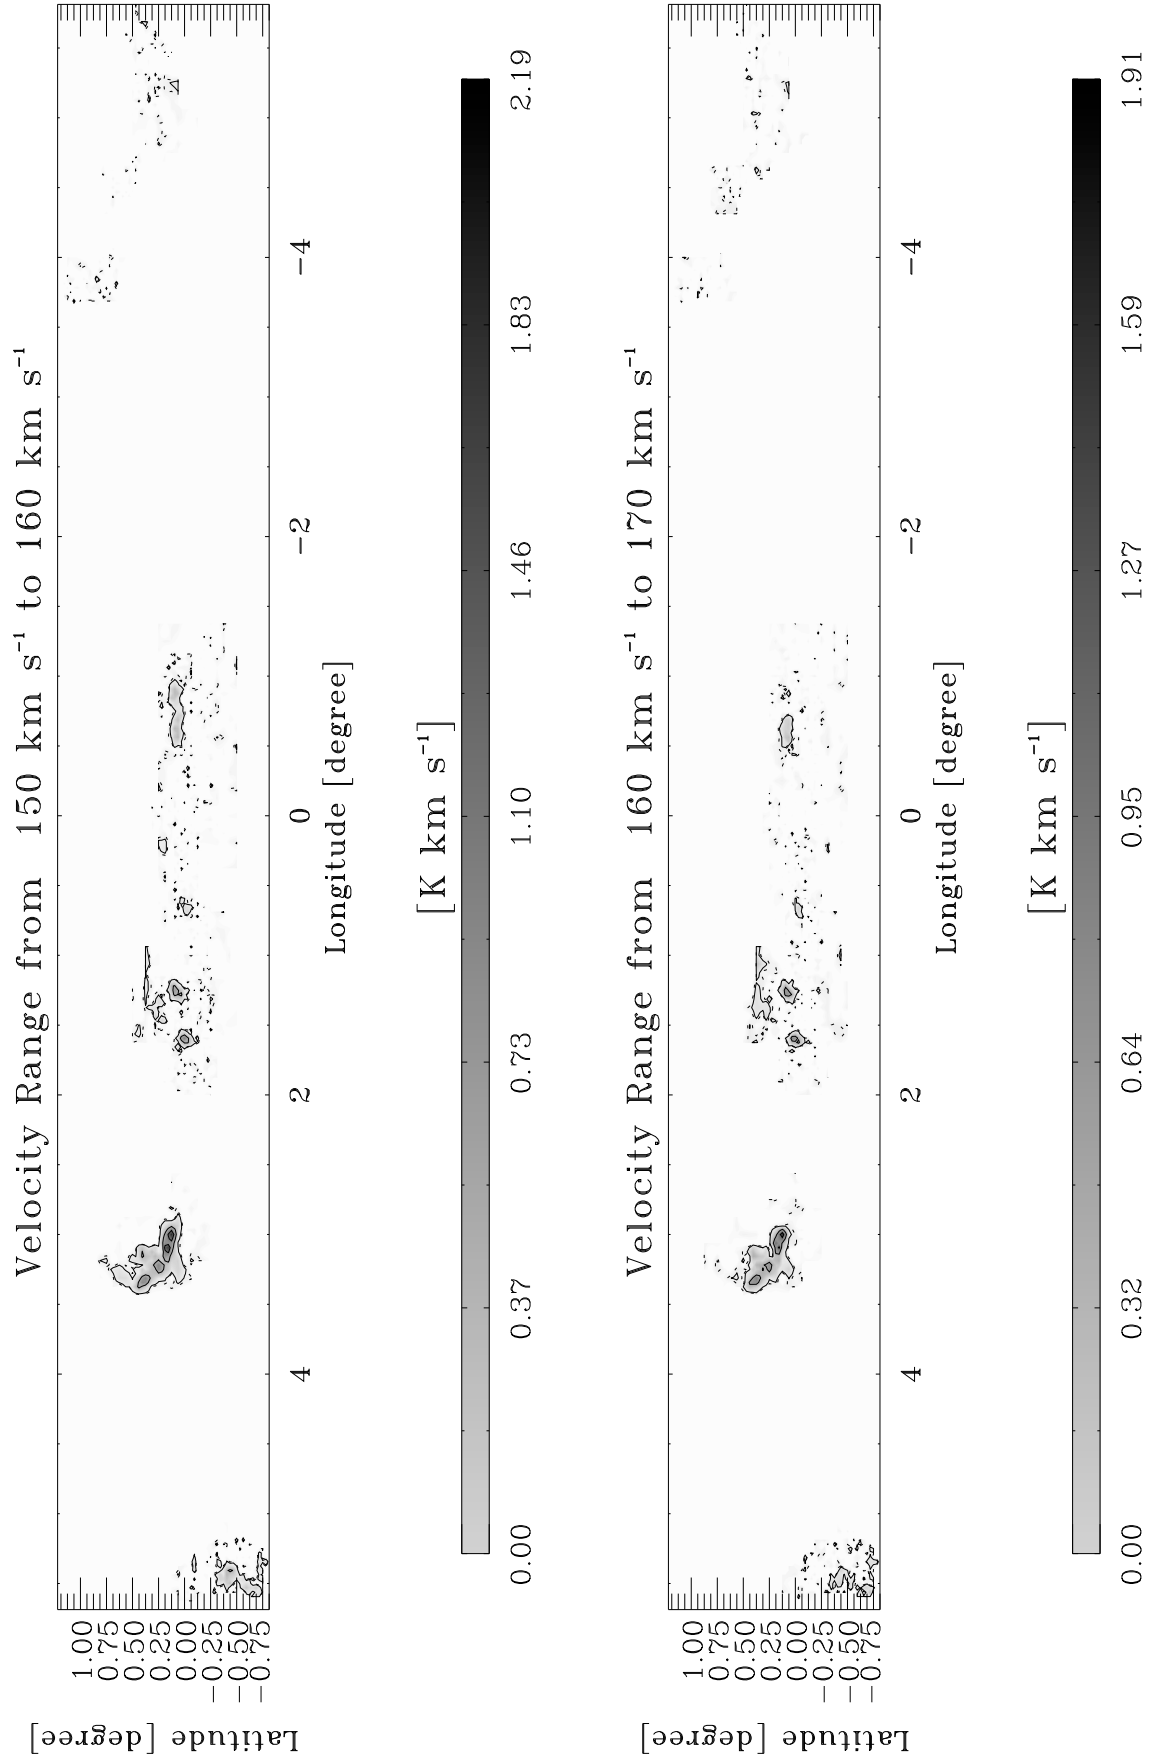 Velocity Range from 150 km s⁻¹ to 160 km s⁻¹
Latitude [degree]
1.00
0.75
0.50
0.25
0.00
−0.25
−0.50
−0.75
4 2 0 −2 −4
Longitude [degree]
[K km s⁻¹]
0.00 0.37 0.73 1.10 1.46 1.83 2.19
Velocity Range from 160 km s⁻¹ to 170 km s⁻¹
Latitude [degree]
1.00
0.75
0.50
0.25
0.00
−0.25
−0.50
−0.75
4 2 0 −2 −4
Longitude [degree]
[K km s⁻¹]
0.00 0.32 0.64 0.95 1.27 1.59 1.91